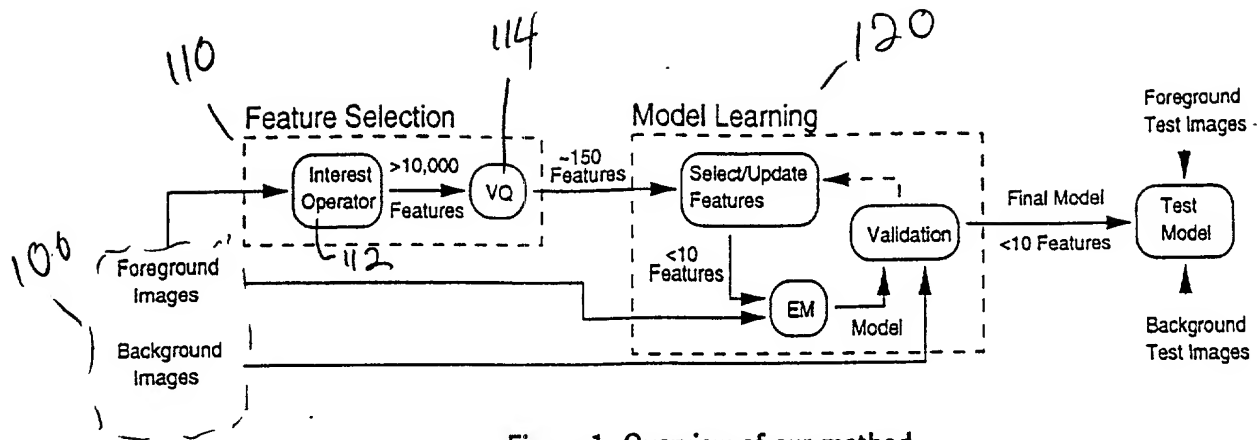 110
114
120
Feature Selection
Model Learning
Interest
Operator
>10,000
Features
VQ
~150
Features
Select/Update
Features
Validation
<10
Features
EM
Model
Final Model
<10 Features
Foreground
Test Images
Test
Model
Background
Test Images
112
100
Foreground
Images
Background
Images
Figure 1: Overview of our method